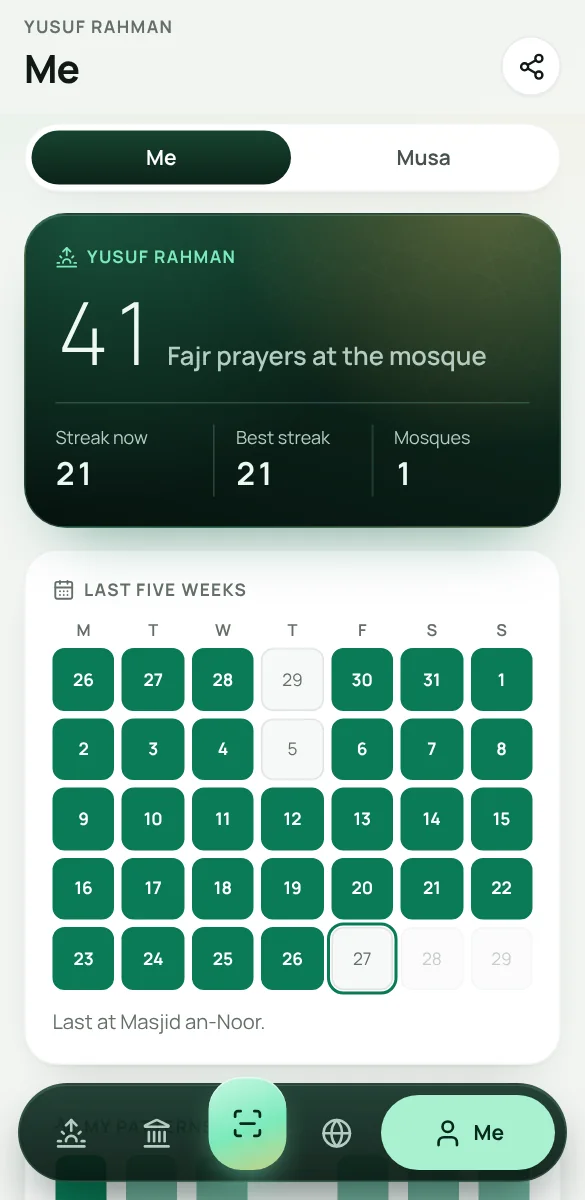 YUSUF RAHMAN
Me
Me
Musa
YUSUF RAHMAN
41 Fajr prayers at the mosque
Streak now
Best streak
Mosques
21
21
1
LAST FIVE WEEKS
M T W T F S S
26 27 28 29 30 31 1
2 3 4 5 6 7 8
9 10 11 12 13 14 15
16 17 18 19 20 21 22
23 24 25 26 27 28 29
Last at Masjid an-Noor.
MY PATTERNS
Me